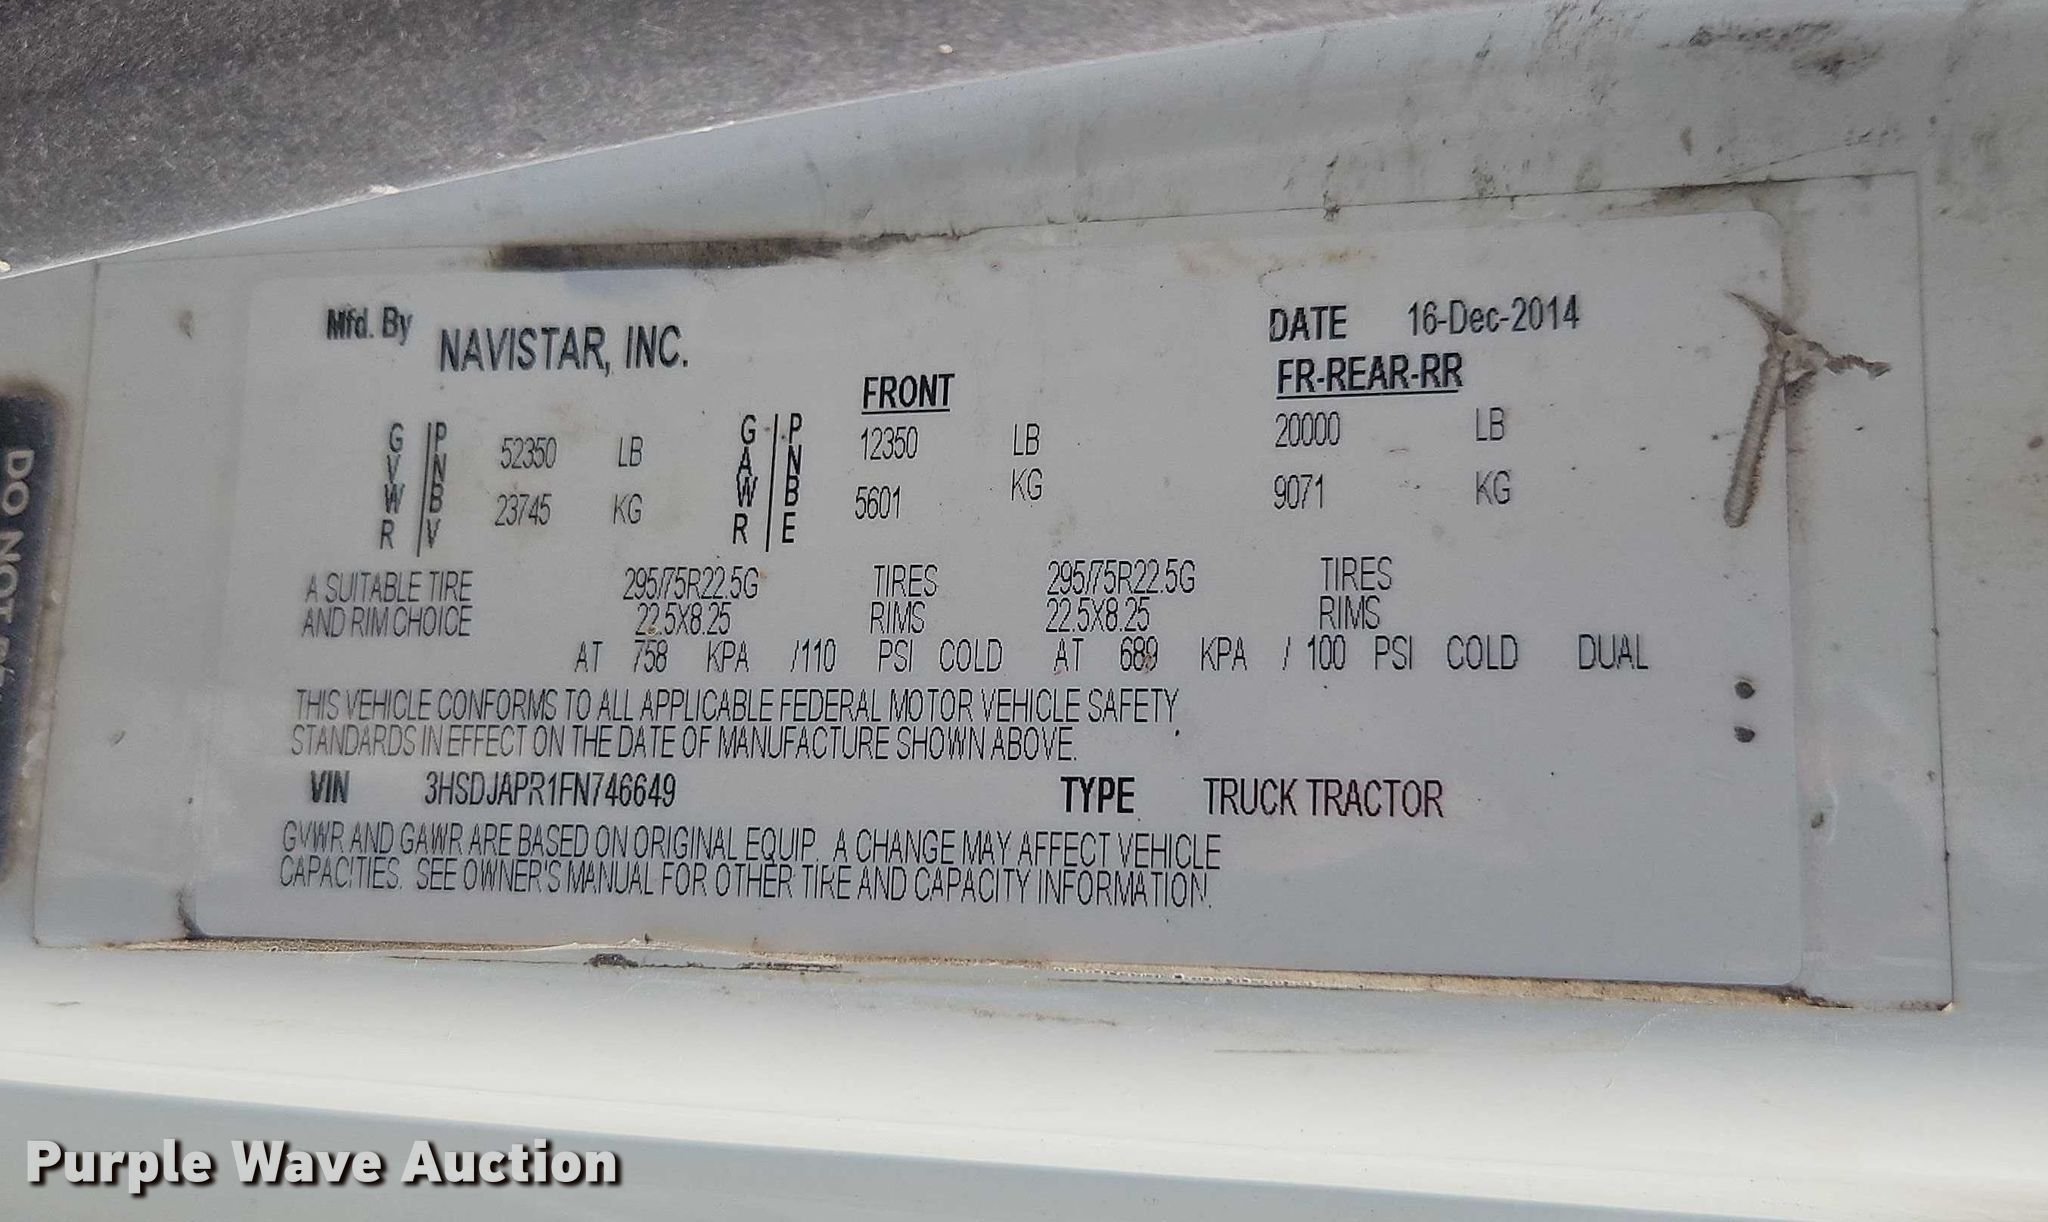 Mfd. By NAVISTAR, INC. DATE 16-Dec-2014
FRONT FR-REAR-RR
GVWR PNBV 52350 LB GAWR PNBE 12350 LB 20000 LB
23745 KG 5601 KG 9071 KG
A SUITABLE TIRE 295/75R22.5G TIRES 295/75R22.5G TIRES
AND RIM CHOICE 22.5X8.25 RIMS 22.5X8.25 RIMS
AT 758 KPA /110 PSI COLD AT 689 KPA / 100 PSI COLD DUAL
THIS VEHICLE CONFORMS TO ALL APPLICABLE FEDERAL MOTOR VEHICLE SAFETY
STANDARDS IN EFFECT ON THE DATE OF MANUFACTURE SHOWN ABOVE.
VIN 3HSDJAPR1FN746649 TYPE TRUCK TRACTOR
GVWR AND GAWR ARE BASED ON ORIGINAL EQUIP. A CHANGE MAY AFFECT VEHICLE
CAPACITIES. SEE OWNER'S MANUAL FOR OTHER TIRE AND CAPACITY INFORMATION.
DO NOT
Purple Wave Auction